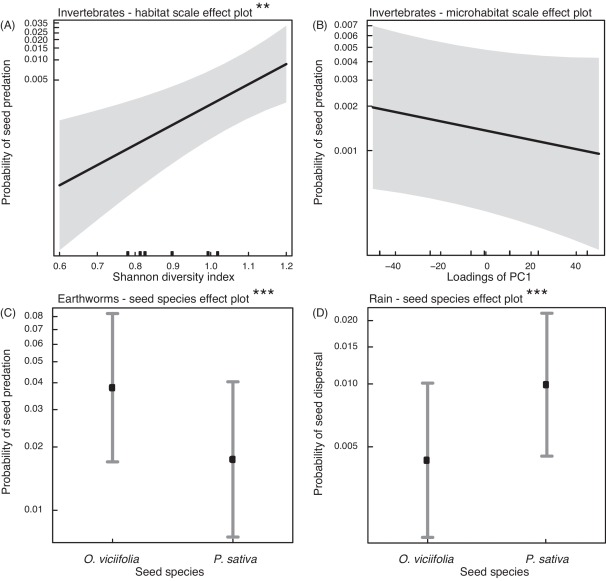 (A) Invertebrates - habitat scale effect plot **
0.035
0.025
0.020
0.015
0.010
0.005
Probability of seed predation
0.6 0.7 0.8 0.9 1.0 1.1 1.2
Shannon diversity index
(B) Invertebrates - microhabitat scale effect plot
0.007
0.005
0.004
0.003
0.002
0.001
Probability of seed predation
−40 −20 0 20 40
Loadings of PC1
(C) Earthworms - seed species effect plot ***
0.08
0.07
0.06
0.05
0.04
0.03
0.02
0.01
Probability of seed predation
O. viciifolia P. sativa
Seed species
(D) Rain - seed species effect plot ***
0.020
0.015
0.010
0.005
Probability of seed dispersal
O. viciifolia P. sativa
Seed species